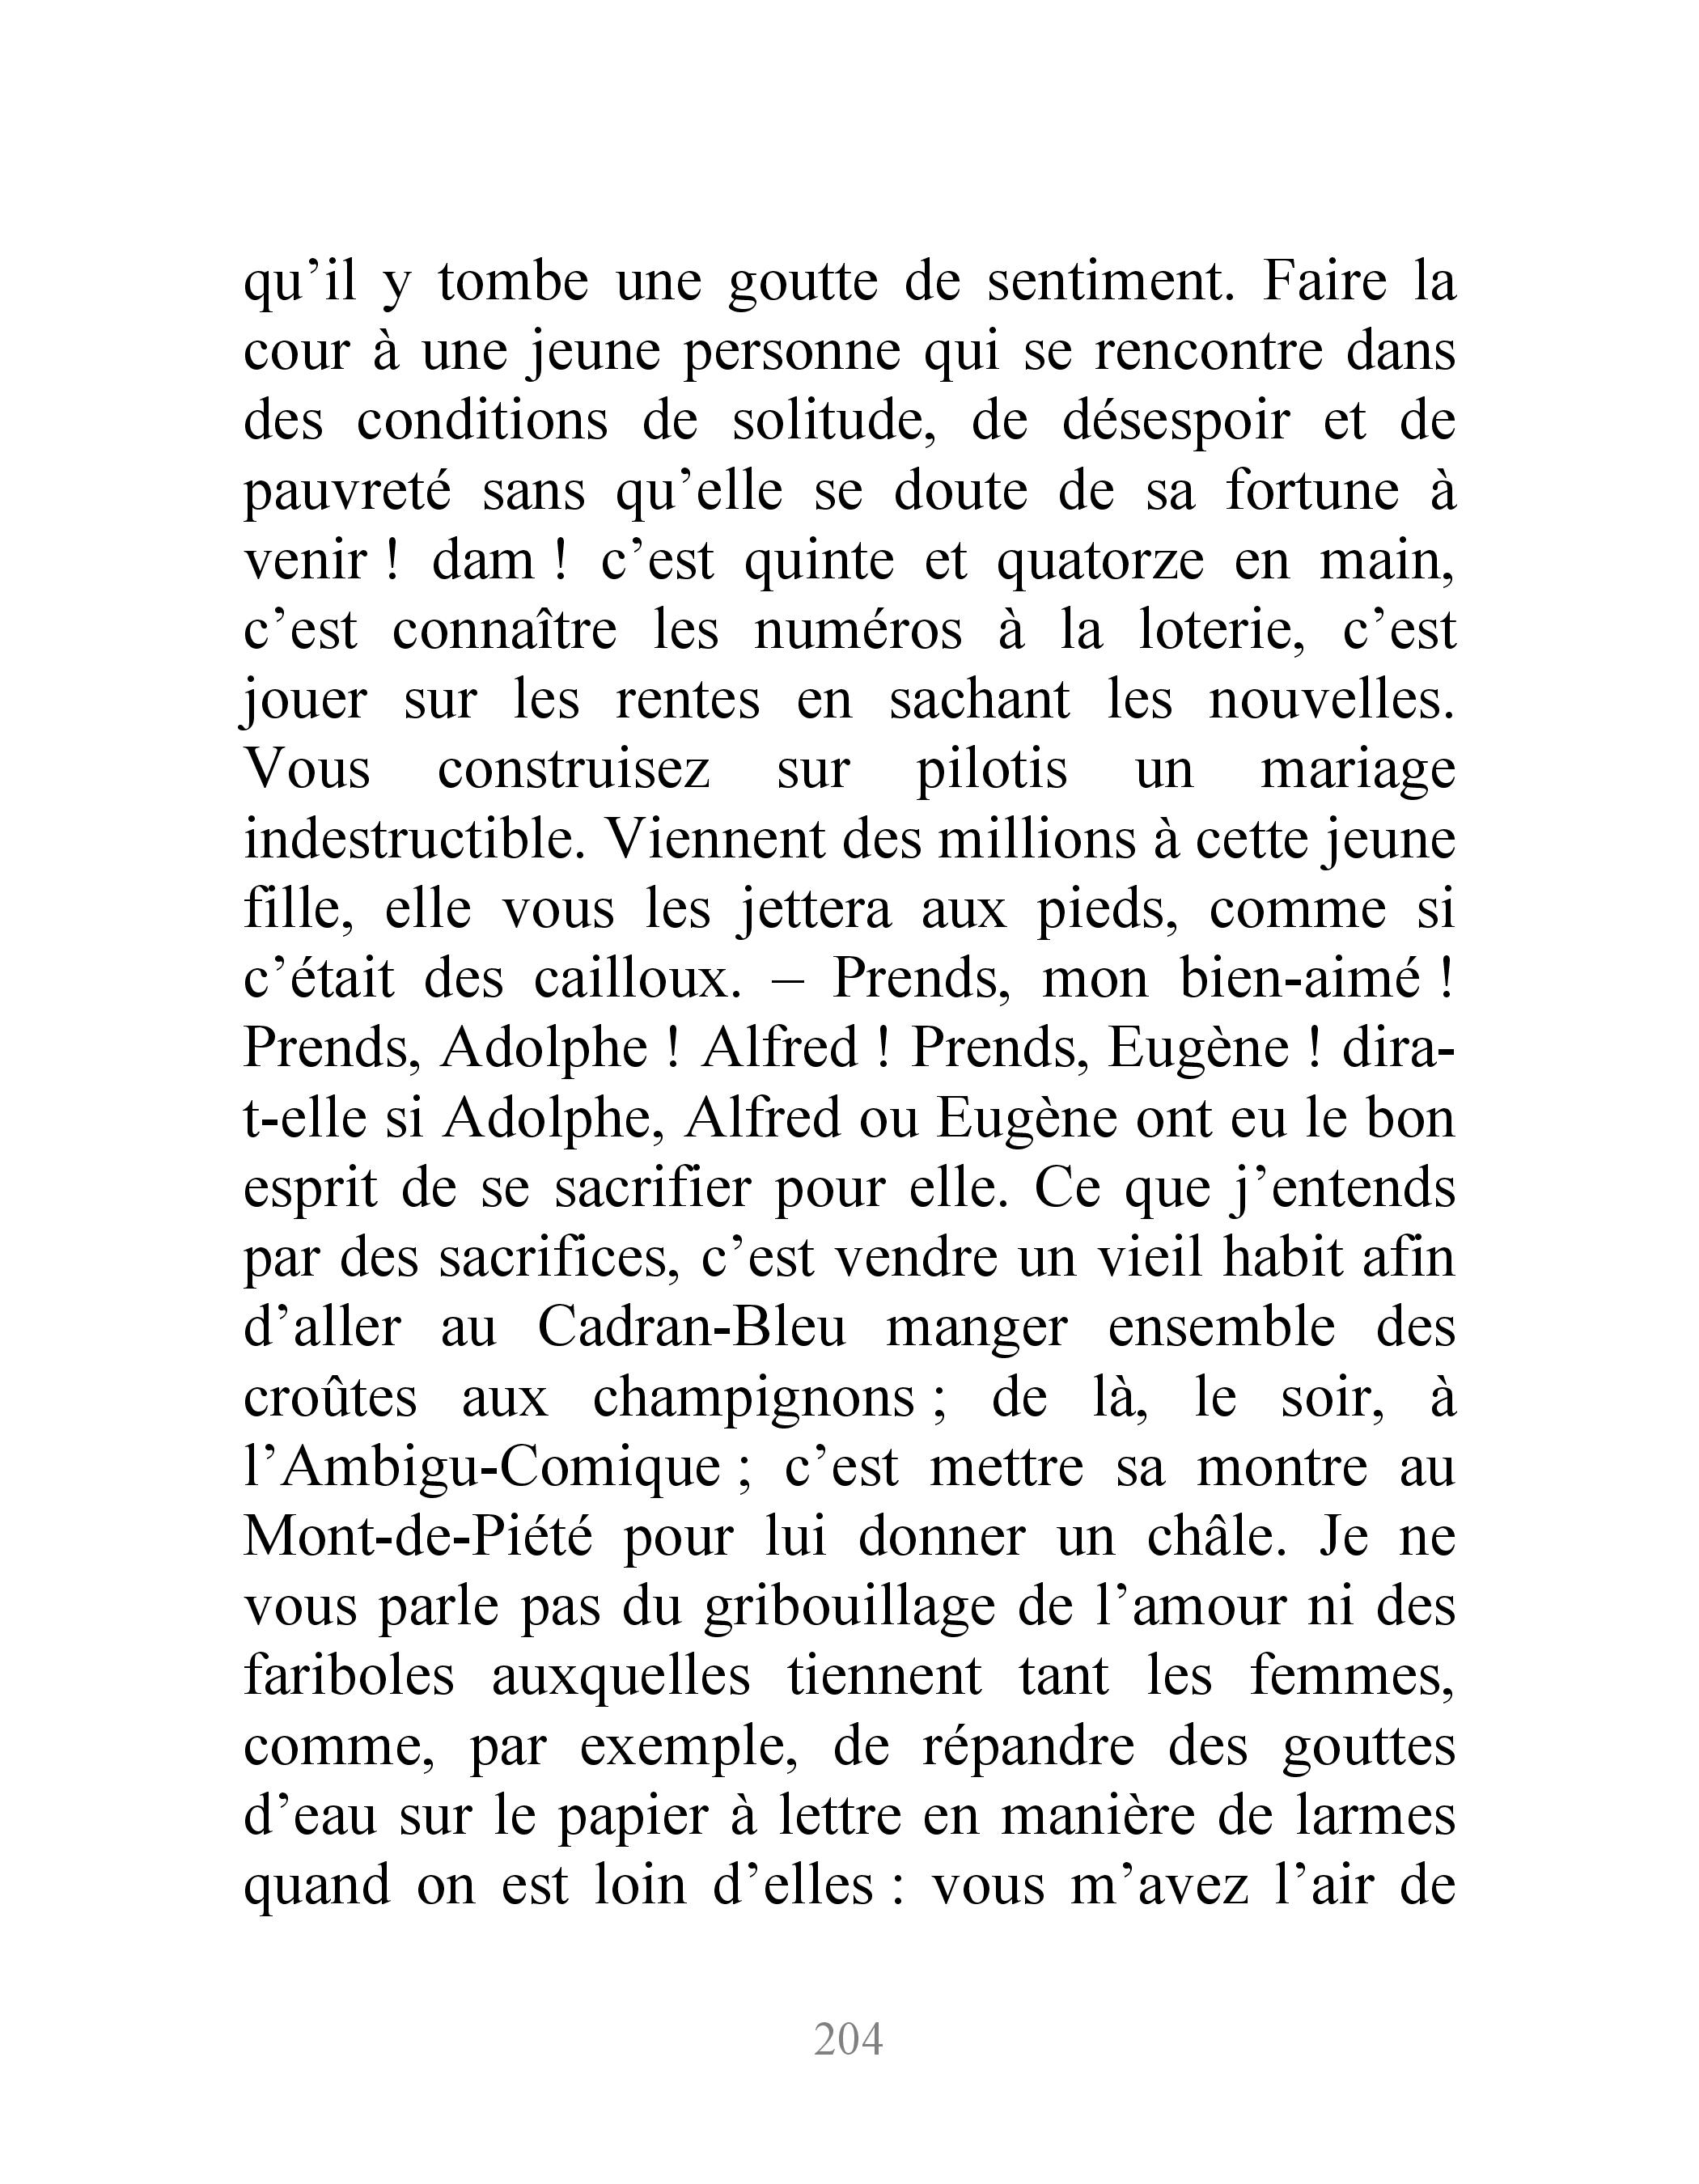 qu’il y tombe une goutte de sentiment. Faire la
cour à une jeune personne qui se rencontre dans
des conditions de solitude, de désespoir et de
pauvreté sans qu’elle se doute de sa fortune à
venir ! dam ! c’est quinte et quatorze en main,
c’est connaître les numéros à la loterie, c’est
jouer sur les rentes en sachant les nouvelles.
Vous construisez sur pilotis un mariage
indestructible. Viennent des millions à cette jeune
fille, elle vous les jettera aux pieds, comme si
c’était des cailloux. – Prends, mon bien-aimé !
Prends, Adolphe ! Alfred ! Prends, Eugène ! dira-
t-elle si Adolphe, Alfred ou Eugène ont eu le bon
esprit de se sacrifier pour elle. Ce que j’entends
par des sacrifices, c’est vendre un vieil habit afin
d’aller au Cadran-Bleu manger ensemble des
croûtes aux champignons ; de là, le soir, à
l’Ambigu-Comique ; c’est mettre sa montre au
Mont-de-Piété pour lui donner un châle. Je ne
vous parle pas du gribouillage de l’amour ni des
fariboles auxquelles tiennent tant les femmes,
comme, par exemple, de répandre des gouttes
d’eau sur le papier à lettre en manière de larmes
quand on est loin d’elles : vous m’avez l’air de
204